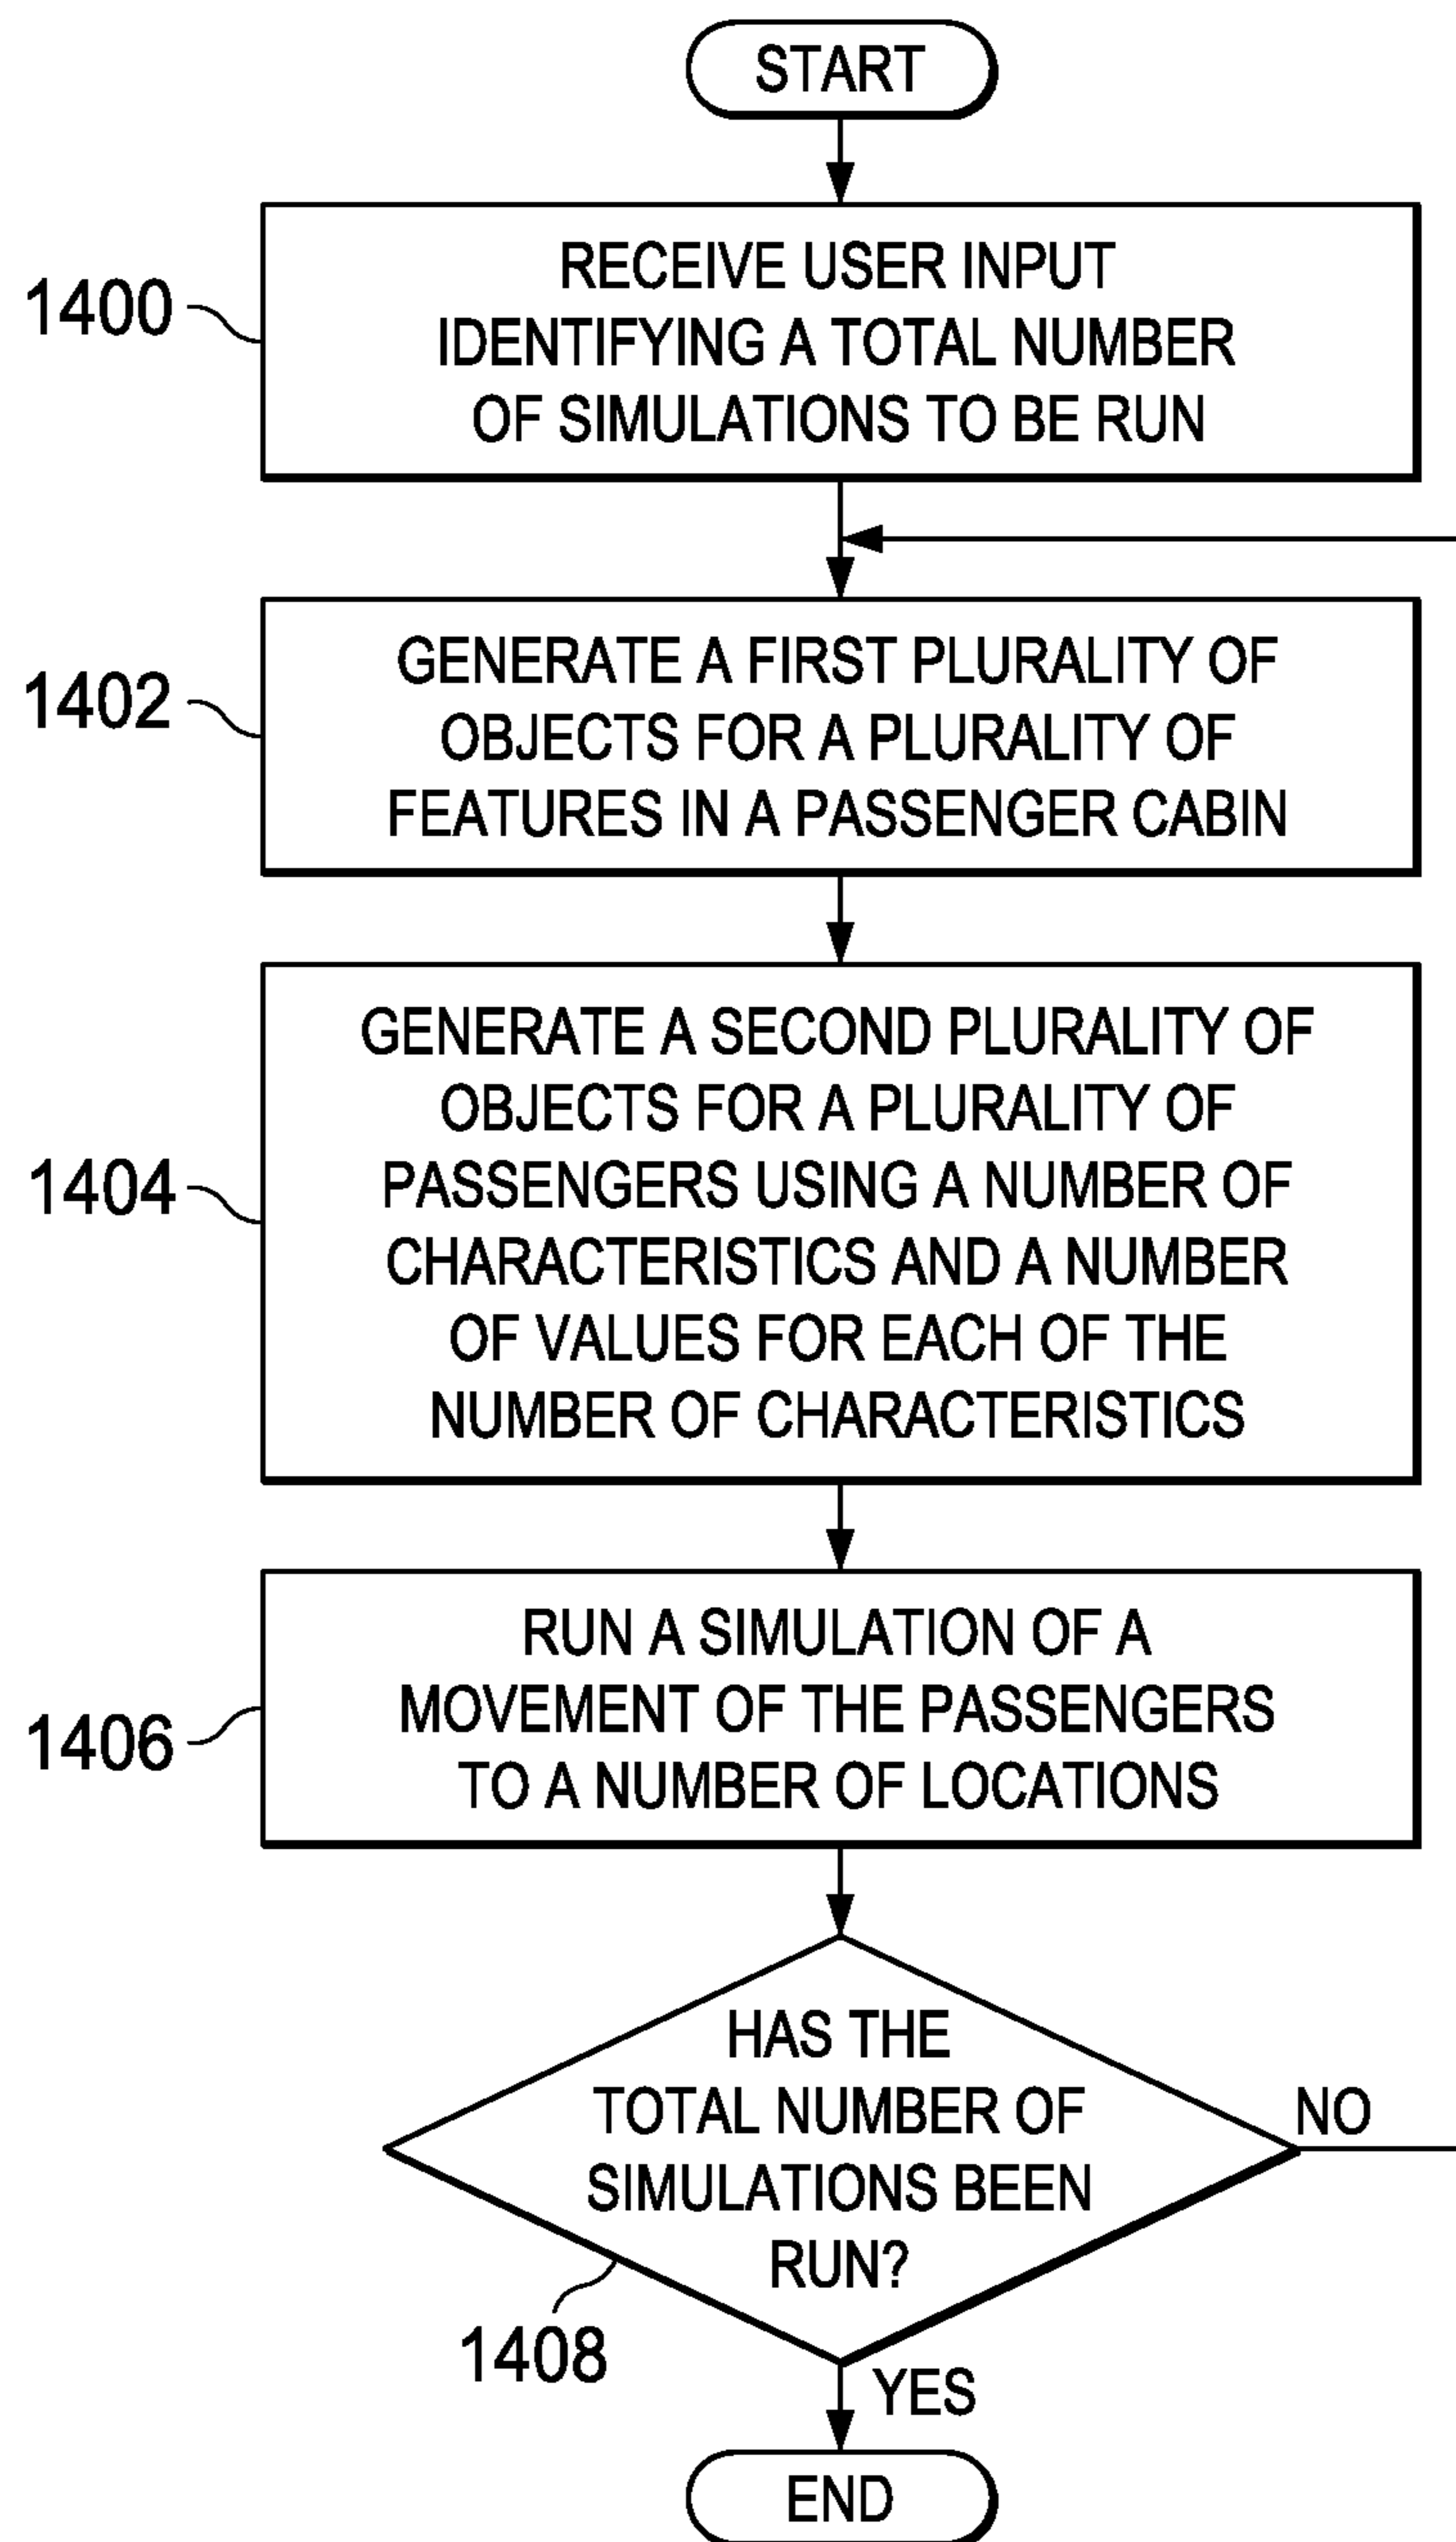 START
1400
RECEIVE USER INPUT
IDENTIFYING A TOTAL NUMBER
OF SIMULATIONS TO BE RUN
1402
GENERATE A FIRST PLURALITY OF
OBJECTS FOR A PLURALITY OF
FEATURES IN A PASSENGER CABIN
1404
GENERATE A SECOND PLURALITY OF
OBJECTS FOR A PLURALITY OF
PASSENGERS USING A NUMBER OF
CHARACTERISTICS AND A NUMBER
OF VALUES FOR EACH OF THE
NUMBER OF CHARACTERISTICS
1406
RUN A SIMULATION OF A
MOVEMENT OF THE PASSENGERS
TO A NUMBER OF LOCATIONS
HAS THE
TOTAL NUMBER OF
SIMULATIONS BEEN
RUN?
NO
1408
YES
END